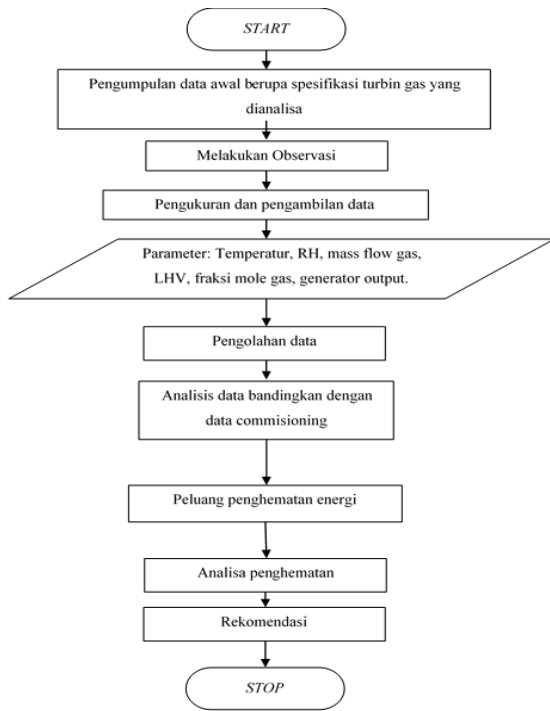 START
Pengumpulan data awal berupa spesifikasi turbin gas yang
dianalisa
Melakukan Observasi
Pengukuran dan pengambilan data
Parameter: Temperatur, RH, mass flow gas,
LHV, fraksi mole gas, generator output.
Pengolahan data
Analisis data bandingkan dengan
data commisioning
Peluang penghematan energi
Analisa penghematan
Rekomendasi
STOP